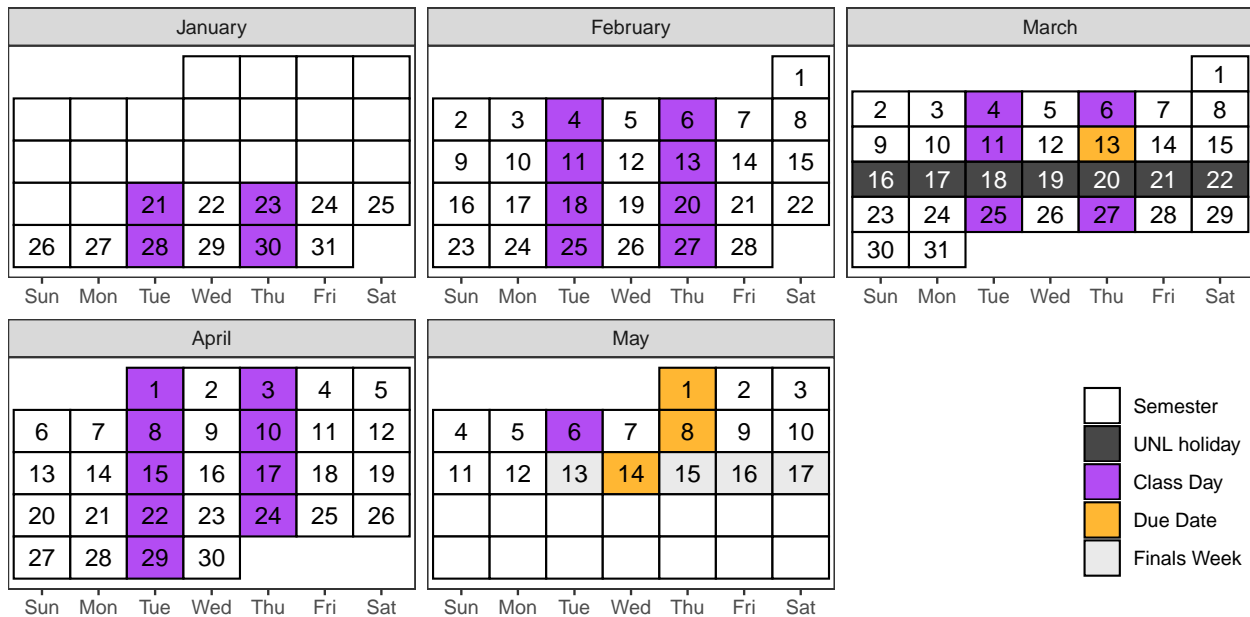 January
21 22 23 24 25
26 27 28 29 30 31
Sun Mon Tue Wed Thu Fri Sat
February
1
2 3 4 5 6 7 8
9 10 11 12 13 14 15
16 17 18 19 20 21 22
23 24 25 26 27 28
Sun Mon Tue Wed Thu Fri Sat
March
1
2 3 4 5 6 7 8
9 10 11 12 13 14 15
16 17 18 19 20 21 22
23 24 25 26 27 28 29
30 31
Sun Mon Tue Wed Thu Fri Sat
April
1 2 3 4 5
6 7 8 9 10 11 12
13 14 15 16 17 18 19
20 21 22 23 24 25 26
27 28 29 30
Sun Mon Tue Wed Thu Fri Sat
May
1 2 3
4 5 6 7 8 9 10
11 12 13 14 15 16 17
Sun Mon Tue Wed Thu Fri Sat
Semester
UNL holiday
Class Day
Due Date
Finals Week